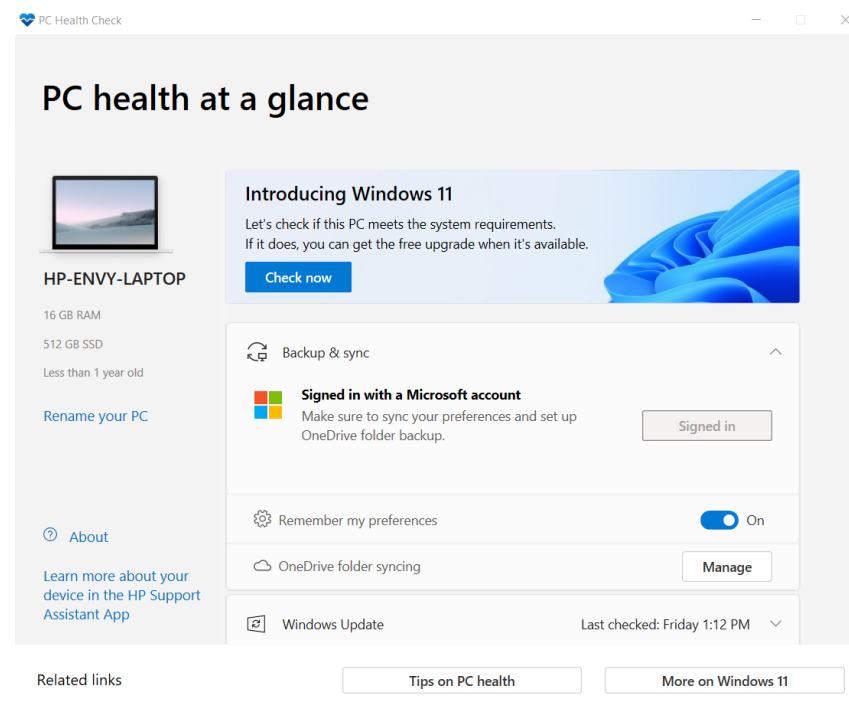 PC Health Check
PC health at a glance
HP-ENVY-LAPTOP
16 GB RAM
512 GB SSD
Less than 1 year old
Rename your PC
About
Learn more about your
device in the HP Support
Assistant App
Introducing Windows 11
Let's check if this PC meets the system requirements.
If it does, you can get the free upgrade when it's available.
Check now
Backup & sync
Signed in with a Microsoft account
Make sure to sync your preferences and set up
OneDrive folder backup.
Signed in
Remember my preferences
On
OneDrive folder syncing
Manage
Windows Update
Last checked: Friday 1:12 PM
Related links
Tips on PC health
More on Windows 11